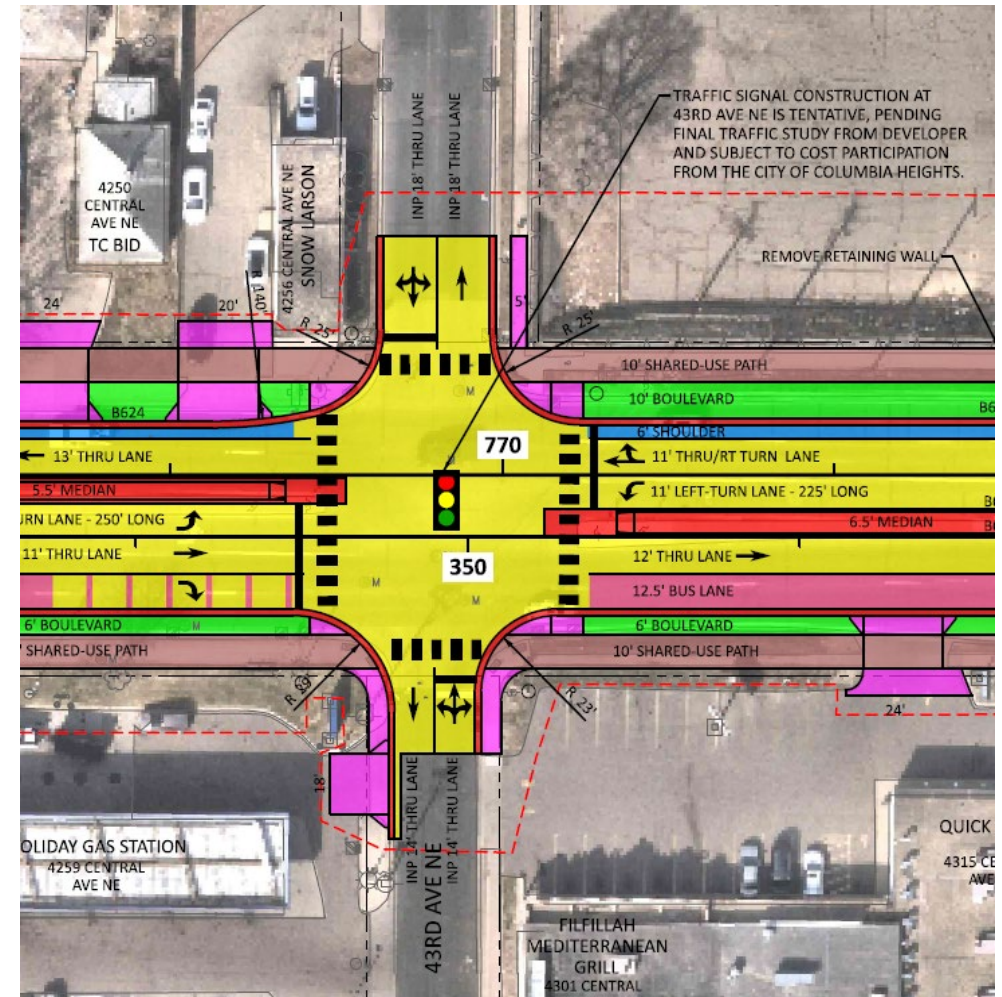 TRAFFIC SIGNAL CONSTRUCTION AT
43RD AVE NE IS TENTATIVE, PENDING
FINAL TRAFFIC STUDY FROM DEVELOPER
AND SUBJECT TO COST PARTICIPATION
FROM THE CITY OF COLUMBIA HEIGHTS.
INP 18' THRU LANE
INP 18' THRU LANE
4250
CENTRAL
AVE NE
TC BID
4256 CENTRAL AVE NE
SNOW LARSON
REMOVE RETAINING WALL
24'
20'
R 140'
R 25'
5'
R 25'
10' SHARED-USE PATH
10' BOULEVARD
B624
B6
6' SHOULDER
13' THRU LANE
770
11' THRU/RT TURN LANE
5.5' MEDIAN
11' LEFT-TURN LANE - 225' LONG
B6
URN LANE - 250' LONG
6.5' MEDIAN
B6
11' THRU LANE
350
12' THRU LANE
12.5' BUS LANE
M
M
M
M
M
6' BOULEVARD
6' BOULEVARD
' SHARED-USE PATH
10' SHARED-USE PATH
R 23'
24'
18'
INP 14' THRU LANE
INP 14' THRU LANE
43RD AVE NE
OLIDAY GAS STATION
4259 CENTRAL
AVE NE
QUICK
4315 CE
AVE
FILFILLAH
MEDITERRANEAN
GRILL
4301 CENTRAL